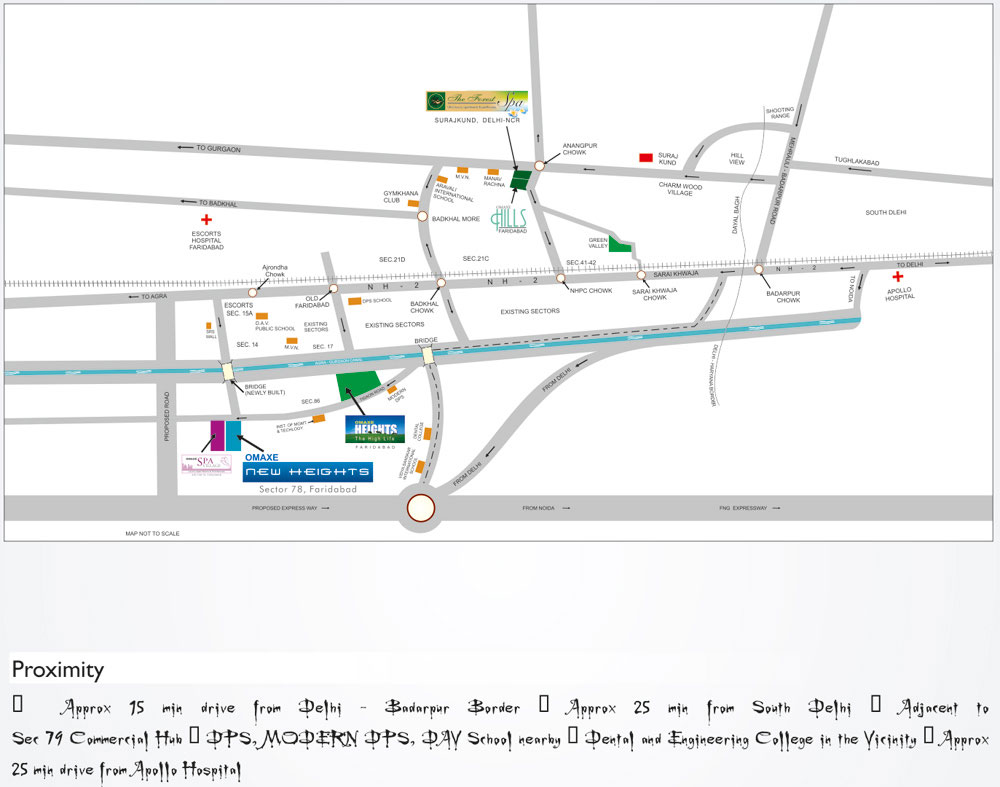 The Forest Spa
SURAJKUND, DELHI-NCR
SHOOTING
RANGE
TO GURGAON
ANANGPUR
CHOWK
SURAJ
KUND
HILL
VIEW
MEHRAULI - BADARPUR ROAD
TUGHLAKABAD
M.V.N.
MANAV
RACHNA
ARAVALI
INTERNATIONAL
SCHOOL
CHARM WOOD
VILLAGE
GYMKHANA
CLUB
TO BADKHAL
BADKHAL MORE
HILLS
FARIDABAD
DAYAL BAGH
SOUTH DLEHI
ESCORTS
HOSPITAL
FARIDABAD
GREEN
VALLEY
SEC.21D
SEC.21C
SEC.41-42
Ajrondha
Chowk
NH-2
NH-2
SARAI KHWAJA
NH-2
TO DELHI
TO AGRA
ESCORTS
SEC. 15A
OLD
FARIDABAD
DPS SCHOOL
BADKHAL
CHOWK
NHPC CHOWK
SARAI KHWAJA
CHOWK
BADARPUR
CHOWK
TO NOIDA
APOLLO
HOSPITAL
D.A.V.
PUBLIC SCHOOL
EXISTING
SECTORS
EXISTING SECTORS
EXISTING SECTORS
SRS
MALL
SEC. 14
M.V.N.
SEC. 17
BRIDGE
AGRA - GURGAON CANAL
DELHI - HARYANA BORDER
BRIDGE
(NEWLY BUILT)
SEC.86
MODERN
DPS
FROM DELHI
PROPOSED ROAD
INST. OF MGMT
& TECHLOGY
OMAXE
HEIGHTS
The High Life
FARIDABAD
DENTAL
COLLEGE
INTERNATIONAL
SCHOOL
SPA
VILLAGE
OMAXE
NEW HEIGHTS
Sector 78, Faridabad
FROM DELHI
PROPOSED EXPRESS WAY
FROM NOIDA
FNG EXPRESSWAY
MAP NOT TO SCALE
Proximity
Approx 15 min drive from Delhi - Badarpur Border Approx 25 min from South Delhi Adjacent to
Sec 79 Commercial Hub DPS, MODERN DPS, DAV School nearby Dental and Engineering College in the Vicinity Approx
25 min drive from Apollo Hospital